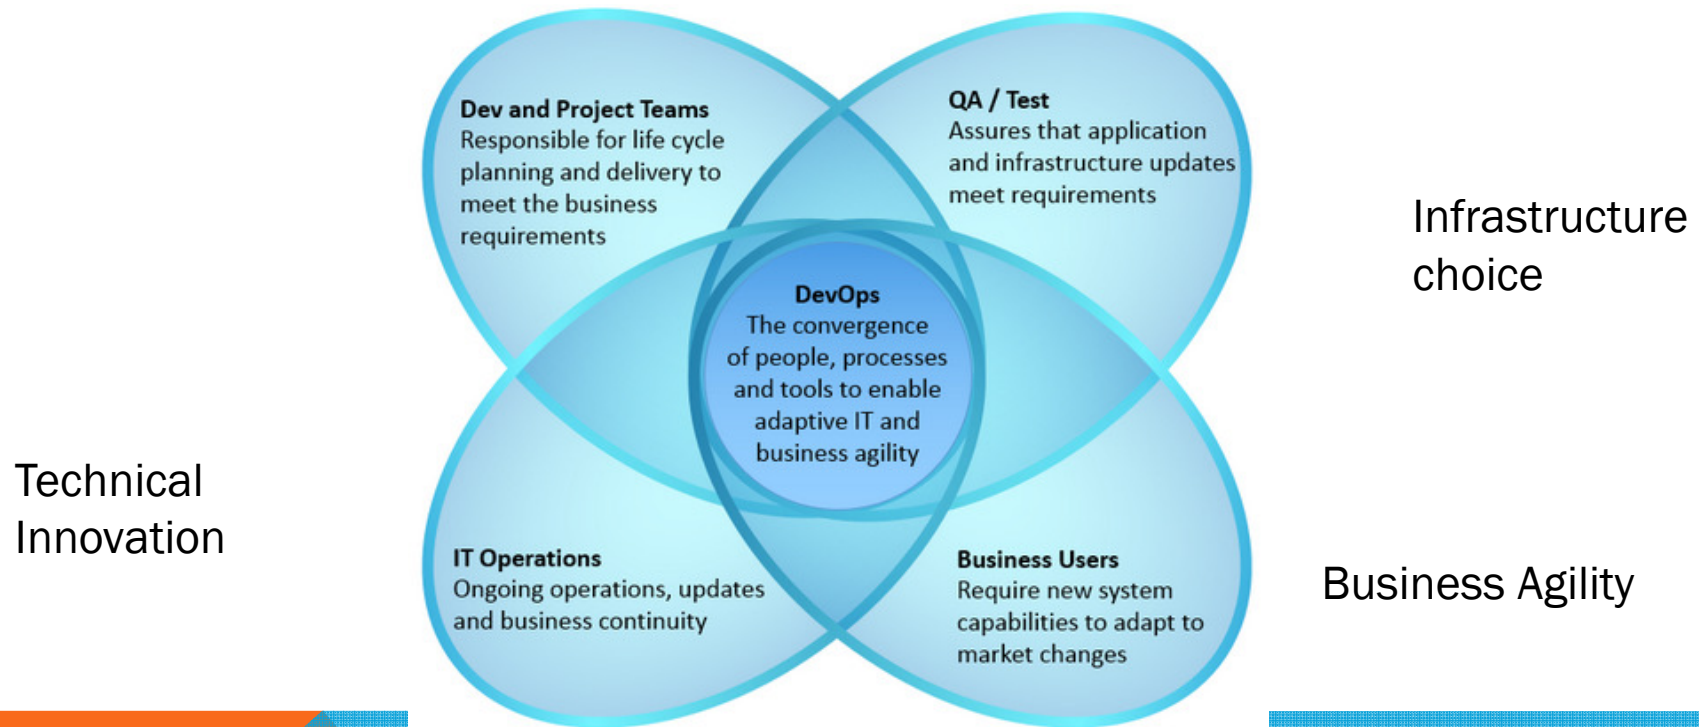 Dev and Project Teams
Responsible for life cycle
planning and delivery to
meet the business
requirements
QA / Test
Assures that application
and infrastructure updates
meet requirements
Infrastructure
choice
DevOps
The convergence
of people, processes
and tools to enable
adaptive IT and
business agility
Technical
Innovation
IT Operations
Ongoing operations, updates
and business continuity
Business Users
Require new system
capabilities to adapt to
market changes
Business Agility